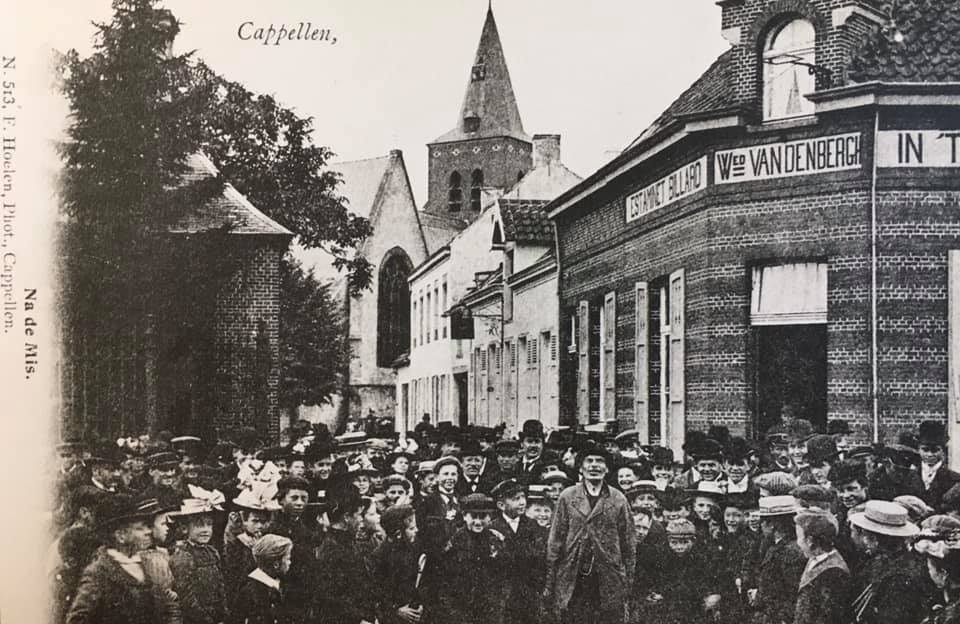 Cappellen,
ESTAMINET BILLARD
WED VANDENBERGH
IN T
N. 513, F. Hoelen, Phot., Cappellen.
Na de Mis.